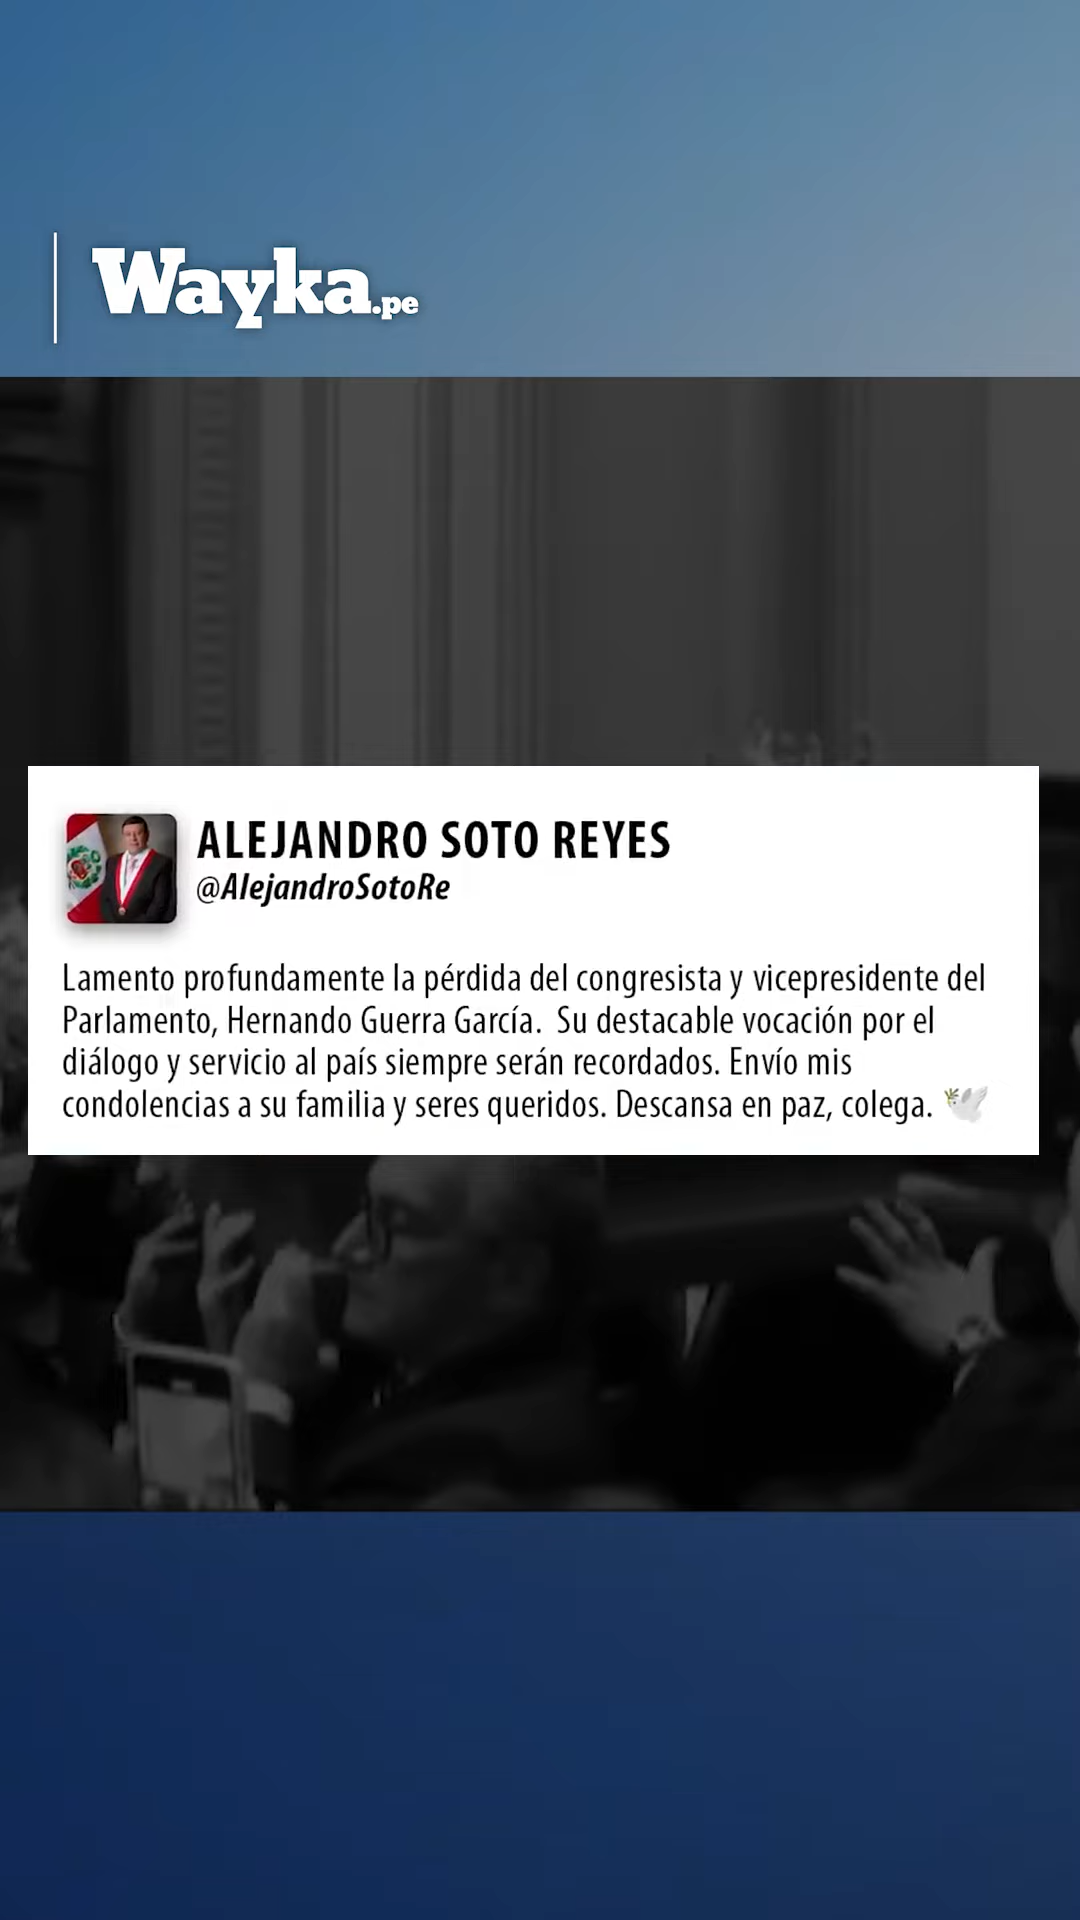 Wayka.pe
ALEJANDRO SOTO REYES
@AlejandroSotoRe
Lamento profundamente la pérdida del congresista y vicepresidente del
Parlamento, Hernando Guerra García. Su destacable vocación por el
diálogo y servicio al país siempre serán recordados. Envío mis
condolencias a su familia y seres queridos. Descansa en paz, colega. 🕊️